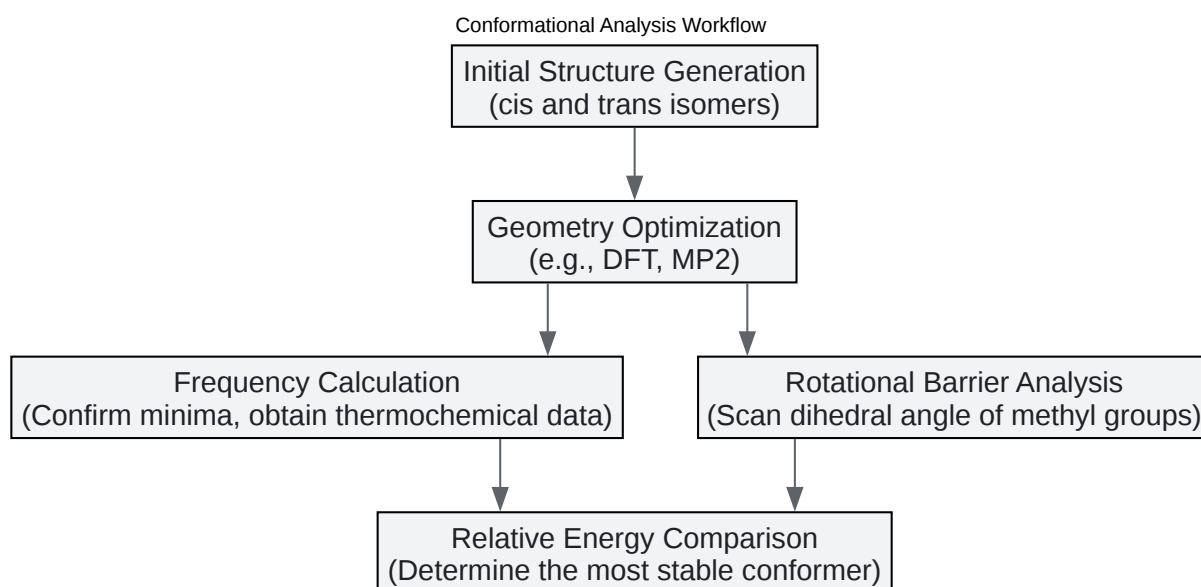 Conformational Analysis Workflow
Initial Structure Generation
(cis and trans isomers)
Geometry Optimization
(e.g., DFT, MP2)
Frequency Calculation
(Confirm minima, obtain thermochemical data)
Rotational Barrier Analysis
(Scan dihedral angle of methyl groups)
Relative Energy Comparison
(Determine the most stable conformer)